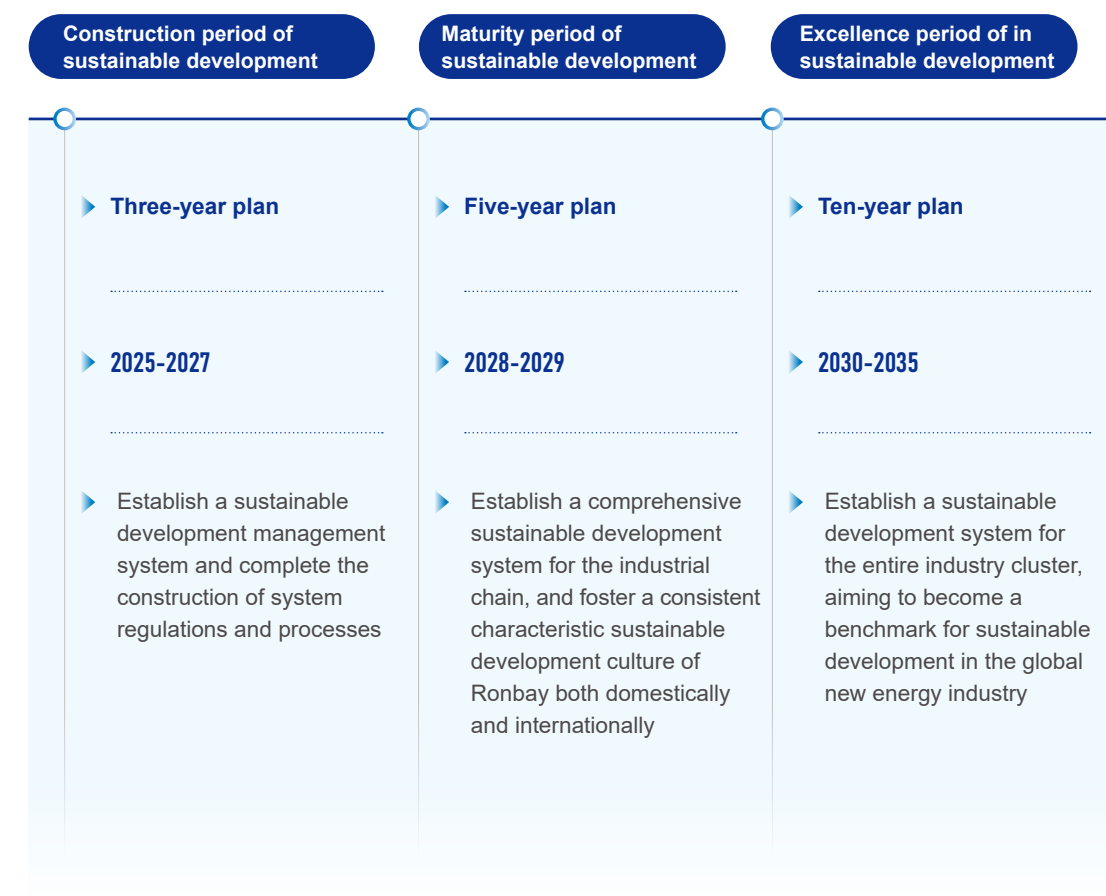 Construction period of
sustainable development
Maturity period of
sustainable development
Excellence period of in
sustainable development
Three-year plan
Five-year plan
Ten-year plan
2025-2027
2028-2029
2030-2035
Establish a sustainable
development management
system and complete the
construction of system
regulations and processes
Establish a comprehensive
sustainable development
system for the industrial
chain, and foster a consistent
characteristic sustainable
development culture of
Ronbay both domestically
and internationally
Establish a sustainable
development system for
the entire industry cluster,
aiming to become a
benchmark for sustainable
development in the global
new energy industry